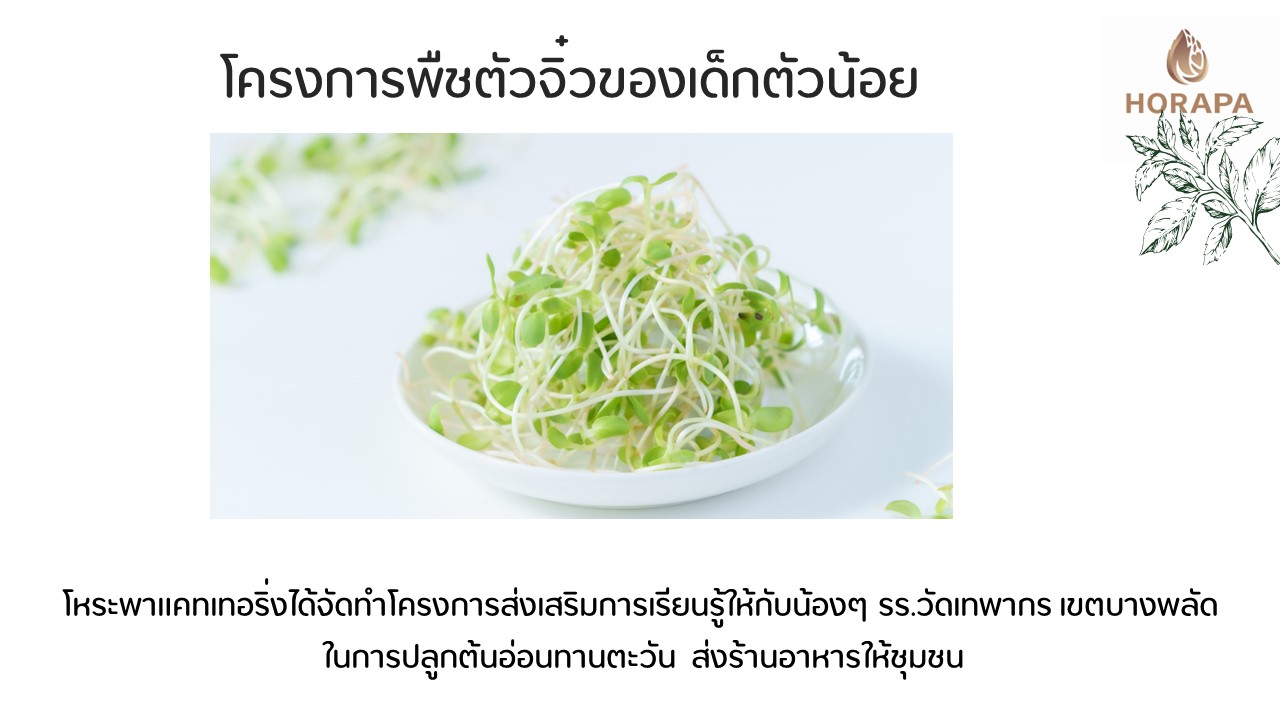 โครงการพืชตัวจิ๋วของเด็กตัวน้อย
HORAPA
โหระพาแคทเทอริ่งได้จัดทำโครงการส่งเสริมการเรียนรู้ให้กับน้องๆ รร.วัดเทพากร เขตบางพลัด
ในการปลูกต้นอ่อนทานตะวัน ส่งร้านอาหารให้ชุมชน